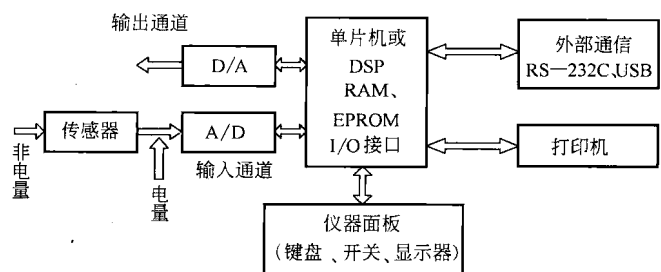 输出通道
D/A
单片机或
DSP
RAM、
EPROM
I/O接口
外部通信
RS—232C、USB
非电量
传感器
电量
A/D
输入通道
打印机
仪器面板
(键盘、开关、显示器)